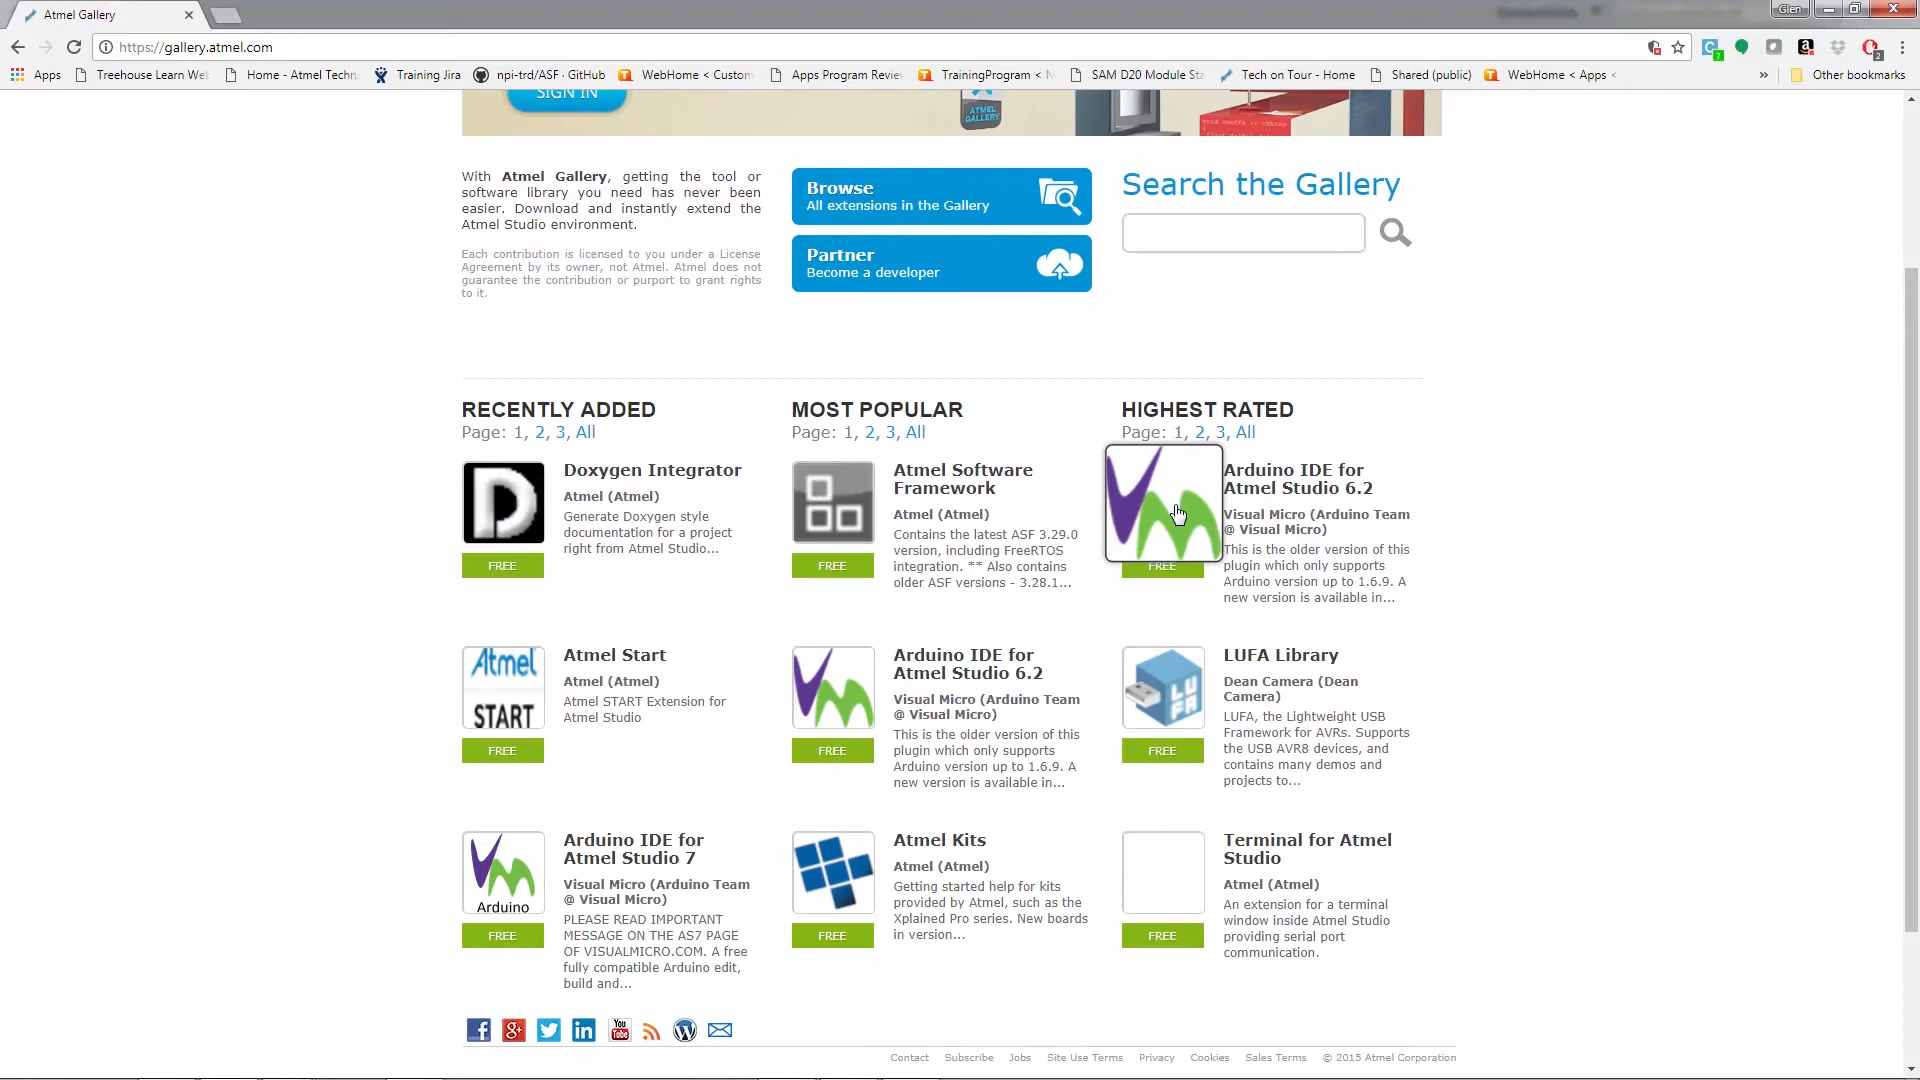 Atmel Gallery
Glen
https://gallery.atmel.com
7
2
Apps
Treehouse Learn We
Home - Atmel Techn
Training Jira
npi-trd/ASF · GitHub
WebHome < Custom
Apps Program Revie
TrainingProgram < N
SAM D20 Module Sta
Tech on Tour - Home
Shared (public)
WebHome < Apps <
»
Other bookmarks
SIGN IN
ATMEL
GALLERY
With Atmel Gallery, getting the tool or
software library you need has never been
easier. Download and instantly extend the
Atmel Studio environment.
Each contribution is licensed to you under a License
Agreement by its owner, not Atmel. Atmel does not
guarantee the contribution or purport to grant rights
to it.
Browse
All extensions in the Gallery
Partner
Become a developer
Search the Gallery
RECENTLY ADDED
Page: 1, 2, 3, All
D
Doxygen Integrator
Atmel (Atmel)
Generate Doxygen style
documentation for a project
right from Atmel Studio...
FREE
Atmel
START
Atmel Start
Atmel (Atmel)
Atmel START Extension for
Atmel Studio
FREE
Arduino
Arduino IDE for
Atmel Studio 7
Visual Micro (Arduino Team
@ Visual Micro)
PLEASE READ IMPORTANT
MESSAGE ON THE AS7 PAGE
OF VISUALMICRO.COM. A free
fully compatible Arduino edit,
build and...
FREE
MOST POPULAR
Page: 1, 2, 3, All
Atmel Software
Framework
Atmel (Atmel)
Contains the latest ASF 3.29.0
version, including FreeRTOS
integration. ** Also contains
older ASF versions - 3.28.1...
FREE
Arduino IDE for
Atmel Studio 6.2
Visual Micro (Arduino Team
@ Visual Micro)
This is the older version of this
plugin which only supports
Arduino version up to 1.6.9. A
new version is available in...
FREE
Atmel Kits
Atmel (Atmel)
Getting started help for kits
provided by Atmel, such as the
Xplained Pro series. New boards
in version...
FREE
HIGHEST RATED
Page: 1, 2, 3, All
Arduino IDE for
Atmel Studio 6.2
Visual Micro (Arduino Team
@ Visual Micro)
This is the older version of this
plugin which only supports
Arduino version up to 1.6.9. A
new version is available in...
FREE
LUFA
LUFA Library
Dean Camera (Dean
Camera)
LUFA, the Lightweight USB
Framework for AVRs. Supports
the USB AVR8 devices, and
contains many demos and
projects to...
FREE
Terminal for Atmel
Studio
Atmel (Atmel)
An extension for a terminal
window inside Atmel Studio
providing serial port
communication.
FREE
You Tube
Contact Subscribe Jobs Site Use Terms Privacy Cookies Sales Terms © 2015 Atmel Corporation